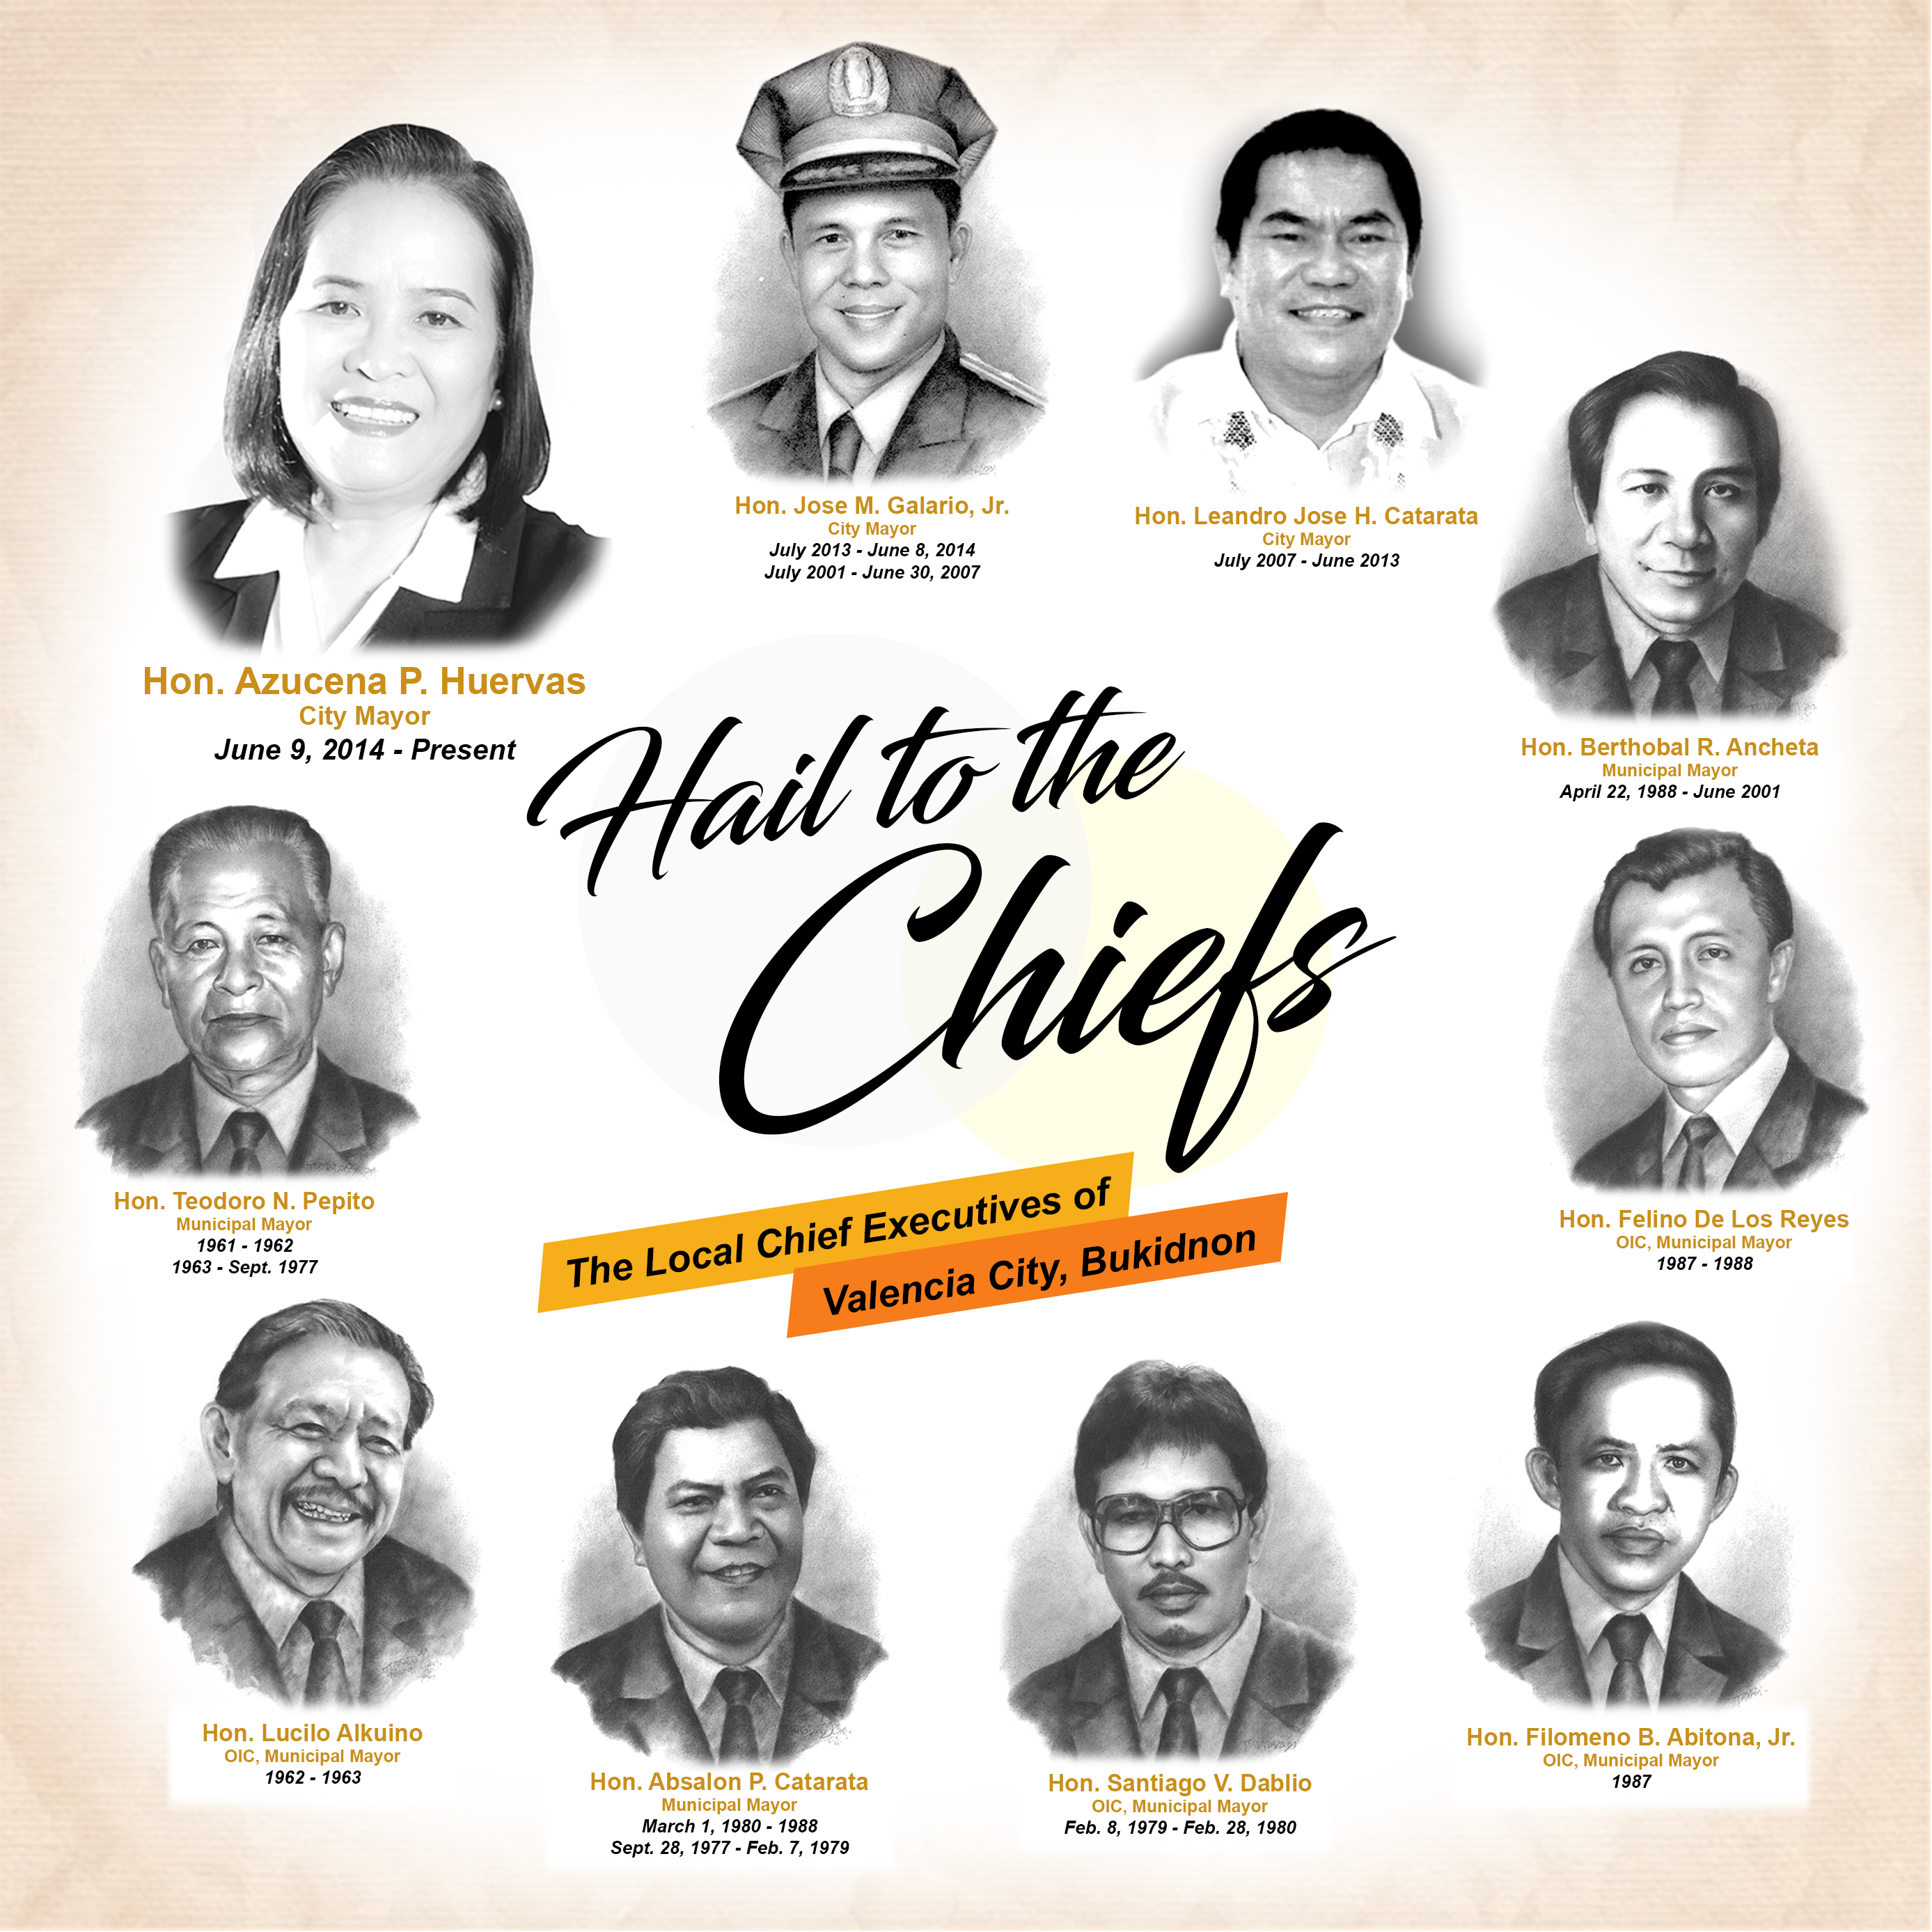 Hon. Jose M. Galario, Jr.
City Mayor
July 2013 - June 8, 2014
July 2001 - June 30, 2007
Hon. Leandro Jose H. Catarata
City Mayor
July 2007 - June 2013
Hon. Azucena P. Huervas
City Mayor
June 9, 2014 - Present
Hon. Berthobal R. Ancheta
Municipal Mayor
April 22, 1988 - June 2001
Hail to the
Chiefs
The Local Chief Executives of
Valencia City, Bukidnon
Hon. Teodoro N. Pepito
Municipal Mayor
1961 - 1962
1963 - Sept. 1977
Hon. Felino De Los Reyes
OIC, Municipal Mayor
1987 - 1988
Hon. Lucilo Alkuino
OIC, Municipal Mayor
1962 - 1963
Hon. Absalon P. Catarata
Municipal Mayor
March 1, 1980 - 1988
Sept. 28, 1977 - Feb. 7, 1979
Hon. Santiago V. Dablio
OIC, Municipal Mayor
Feb. 8, 1979 - Feb. 28, 1980
Hon. Filomeno B. Abitona, Jr.
OIC, Municipal Mayor
1987